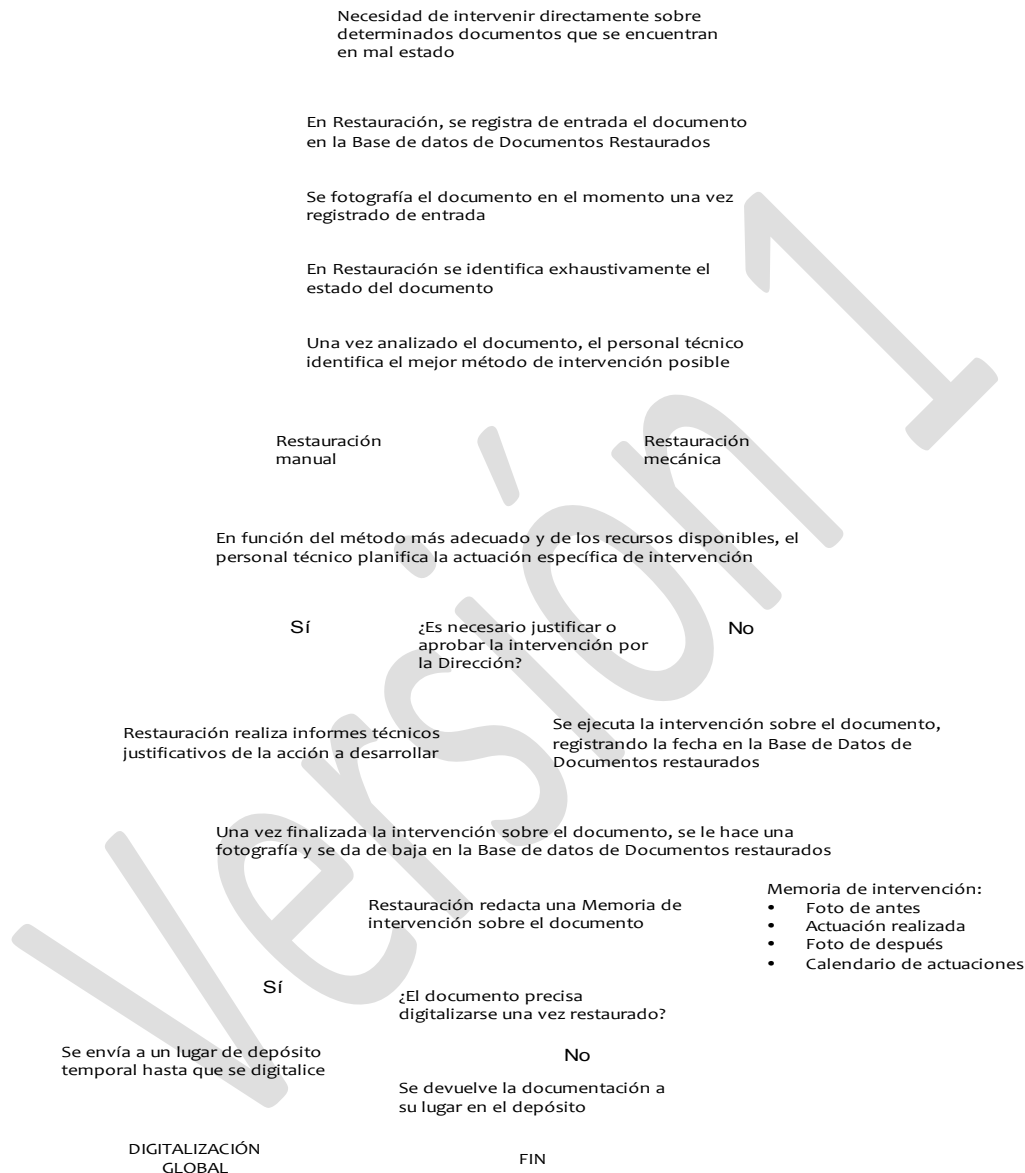 Necesidad de intervenir directamente sobre
determinados documentos que se encuentran
en mal estado
En Restauración, se registra de entrada el documento
en la Base de datos de Documentos Restaurados
Se fotografía el documento en el momento una vez
registrado de entrada
En Restauración se identifica exhaustivamente el
estado del documento
Una vez analizado el documento, el personal técnico
identifica el mejor método de intervención posible
Restauración
manual
Restauración
mecánica
En función del método más adecuado y de los recursos disponibles, el
personal técnico planifica la actuación específica de intervención
Sí
¿Es necesario justificar o
aprobar la intervención por
la Dirección?
No
Restauración realiza informes técnicos
justificativos de la acción a desarrollar
Se ejecuta la intervención sobre el documento,
registrando la fecha en la Base de Datos de
Documentos restaurados
Una vez finalizada la intervención sobre el documento, se le hace una
fotografía y se da de baja en la Base de datos de Documentos restaurados
Restauración redacta una Memoria de
intervención sobre el documento
Memoria de intervención:
• Foto de antes
• Actuación realizada
• Foto de después
• Calendario de actuaciones
Sí
¿El documento precisa
digitalizarse una vez restaurado?
Se envía a un lugar de depósito
temporal hasta que se digitalice
No
Se devuelve la documentación a
su lugar en el depósito
DIGITALIZACIÓN
GLOBAL
FIN
Versión 1